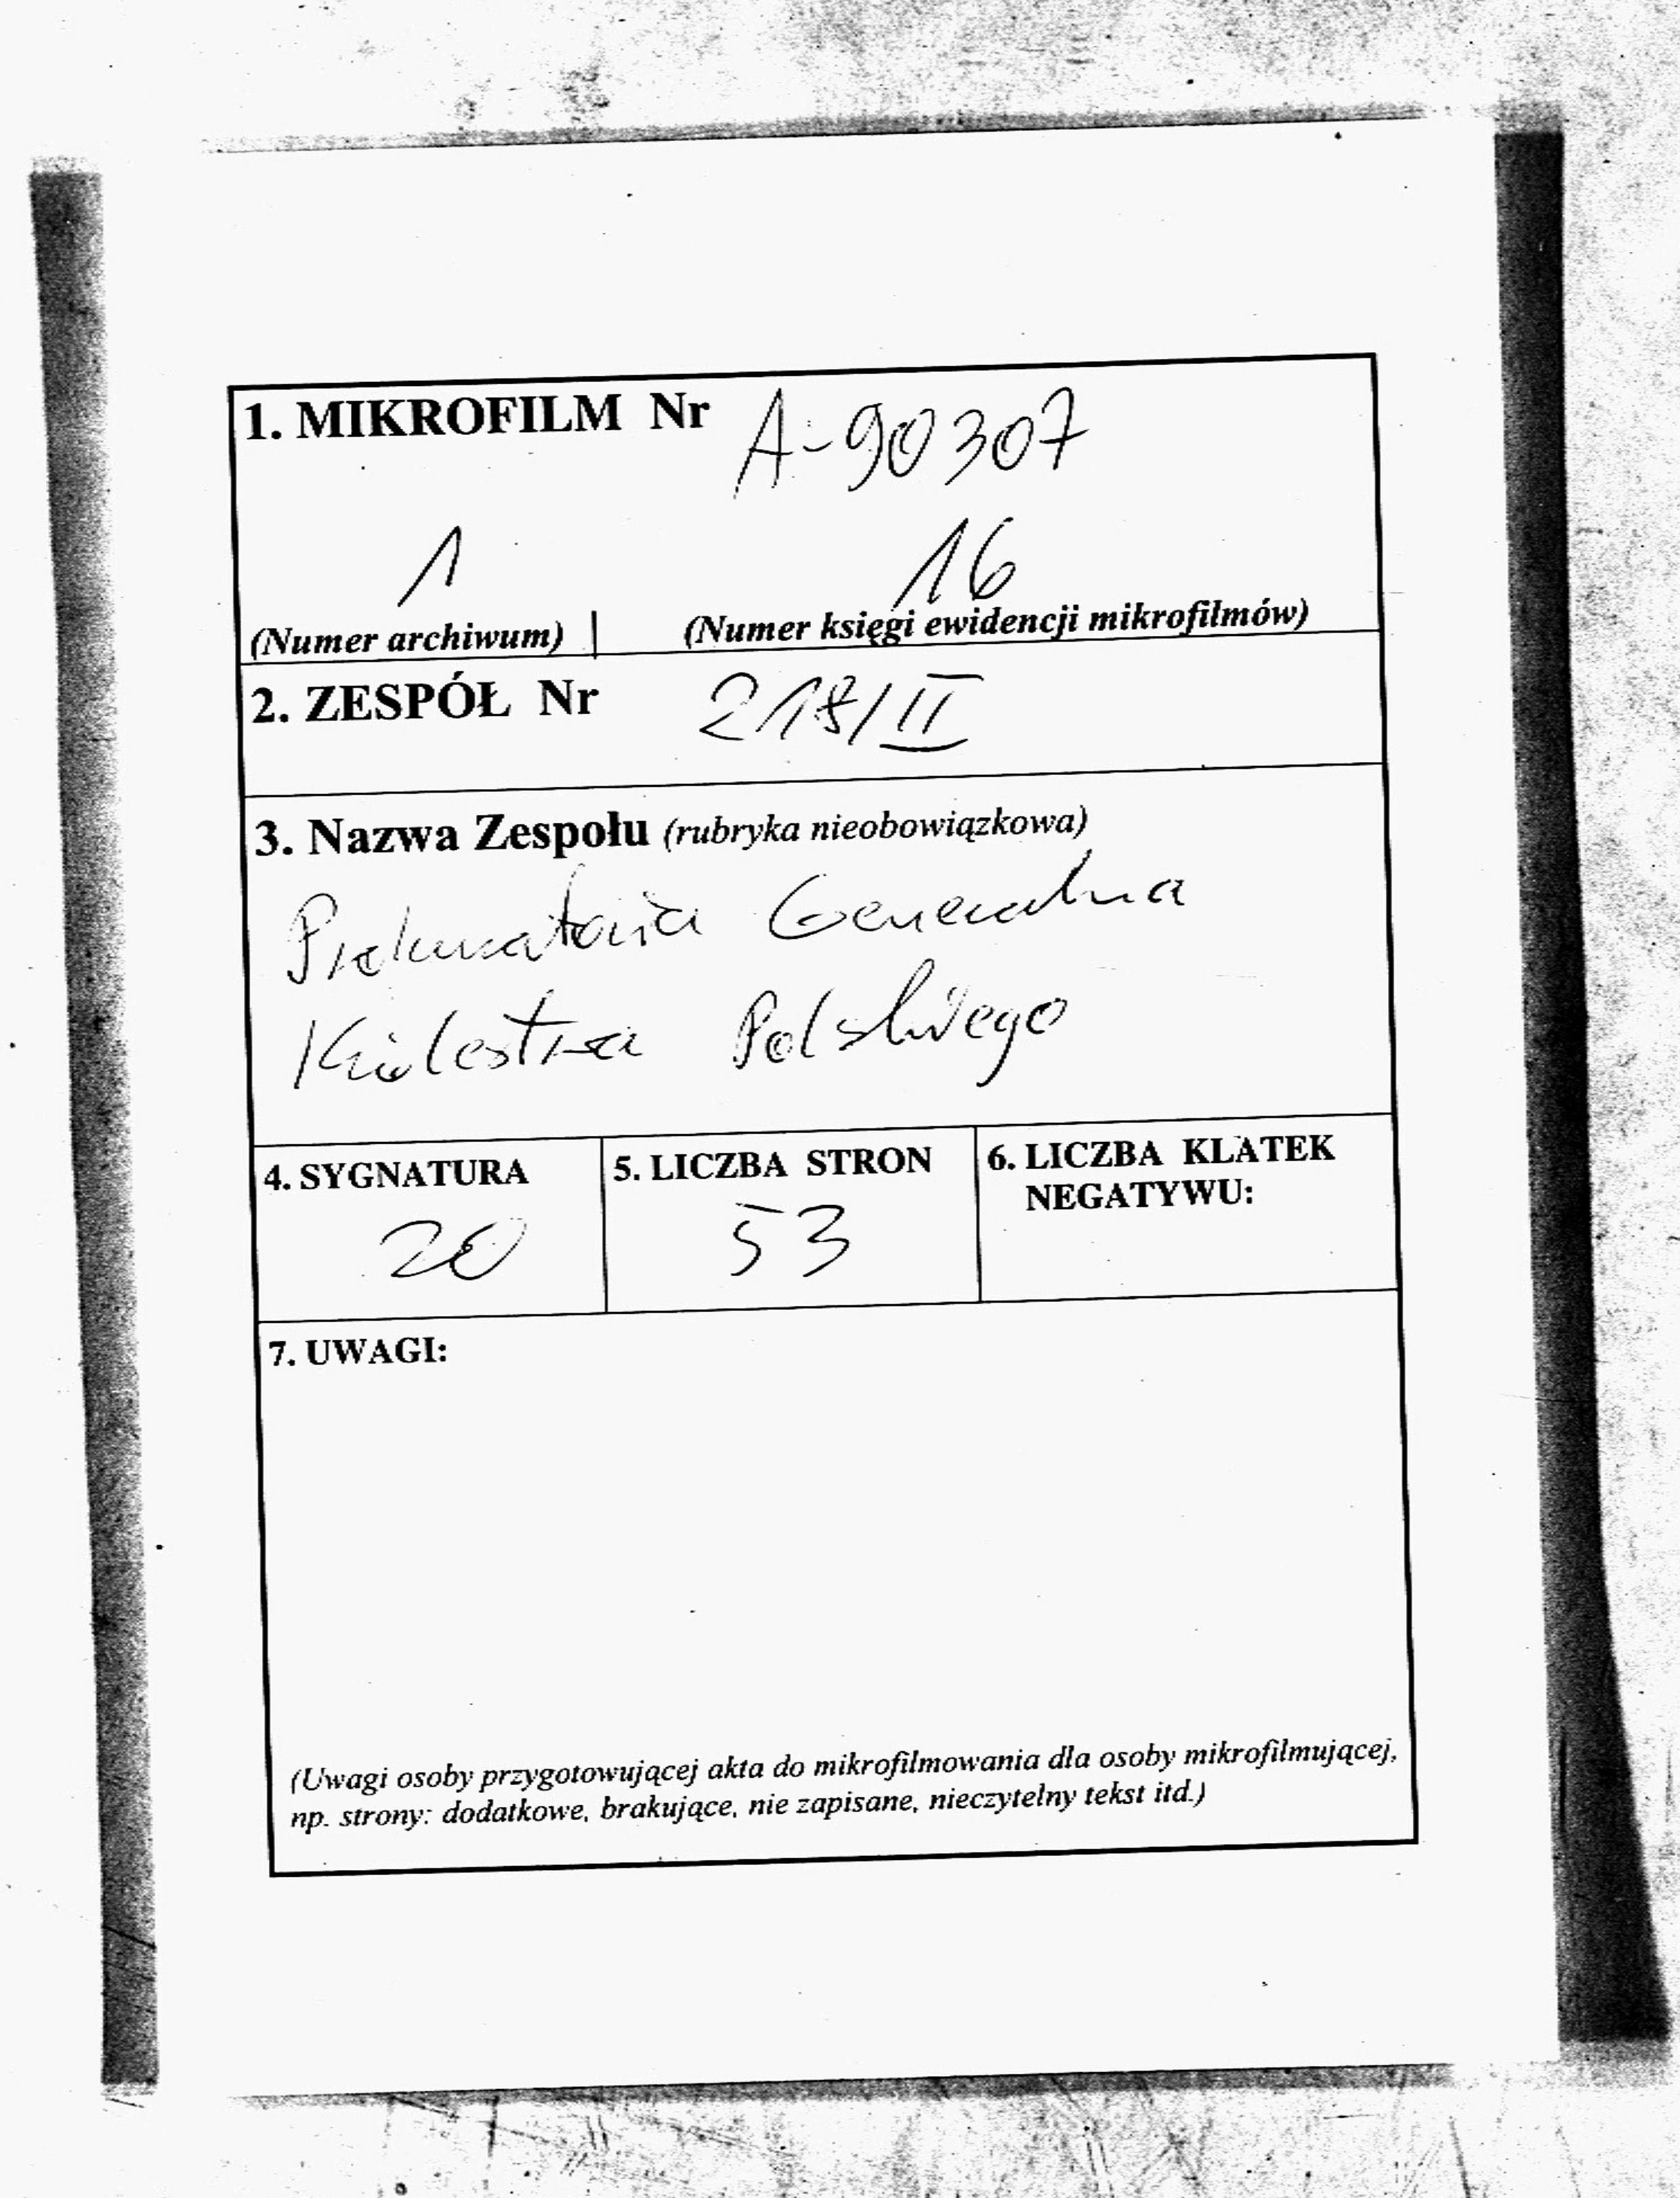 1. MIKROFILM Nr A-90307
1 16
(Numer archiwum) | (Numer księgi ewidencji mikrofilmów)
2. ZESPÓŁ Nr 218/II
3. Nazwa Zespołu (rubryka nieobowiązkowa)
Prokuratoria Generalna
Królestwa Polskiego
4. SYGNATURA 5. LICZBA STRON 6. LICZBA KLATEK
NEGATYWU:
20 53
7. UWAGI:
(Uwagi osoby przygotowującej akta do mikrofilmowania dla osoby mikrofilmującej,
np. strony: dodatkowe, brakujące, nie zapisane, nieczytelny tekst itd.)